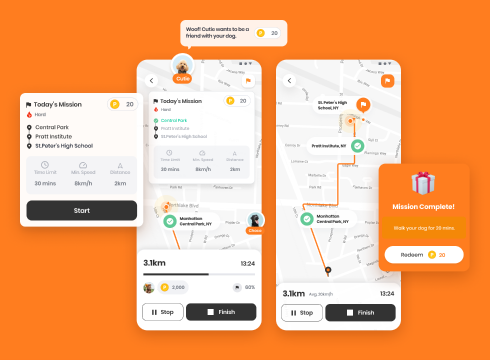 Woof! Cutie wants to be a
friend with your dog.
P 20
Cutie
Today's Mission
P 20
Hard
Central Park
Pratt Institute
St.Peter's High School
Time Limit
Min. Speed
Distance
30 mins
8km/h
2km
Start
Today's Mission
P 20
Hard
Central Park
Pratt Institute
St.Peter's High School
Time Limit
Min. Speed
Distance
30 mins
8km/h
2km
Manhattan
Central Park, NY
3.1km
13:24
P 2,000
60%
Stop
Finish
St. Peter's High
School, NY
Pratt Institute, NY
Manhattan
Central Park, NY
3.1km
13:24
Stop
Finish
Mission Complete!
Walk your dog for 30 mins.
Redeem P 20